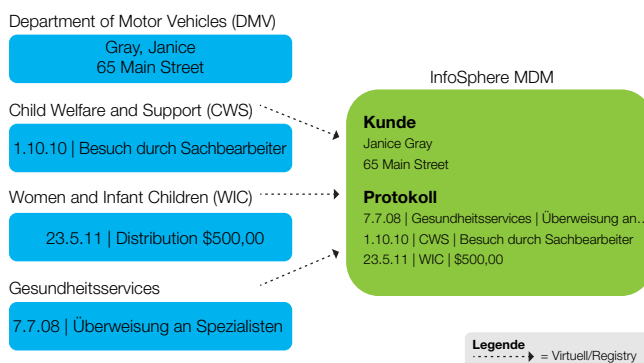 Department of Motor Vehicles (DMV)
Gray, Janice
65 Main Street
Child Welfare and Support (CWS)
1.10.10 | Besuch durch Sachbearbeiter
Women and Infant Children (WIC)
23.5.11 | Distribution $500,00
Gesundheitsservices
7.7.08 | Überweisung an Spezialisten
InfoSphere MDM
Kunde
Janice Gray
65 Main Street
Protokoll
7.7.08 | Gesundheitsservices | Überweisung an...
1.10.10 | CWS | Besuch durch Sachbearbeiter
23.5.11 | WIC | $500,00
Legende
= Virtuell/Registry